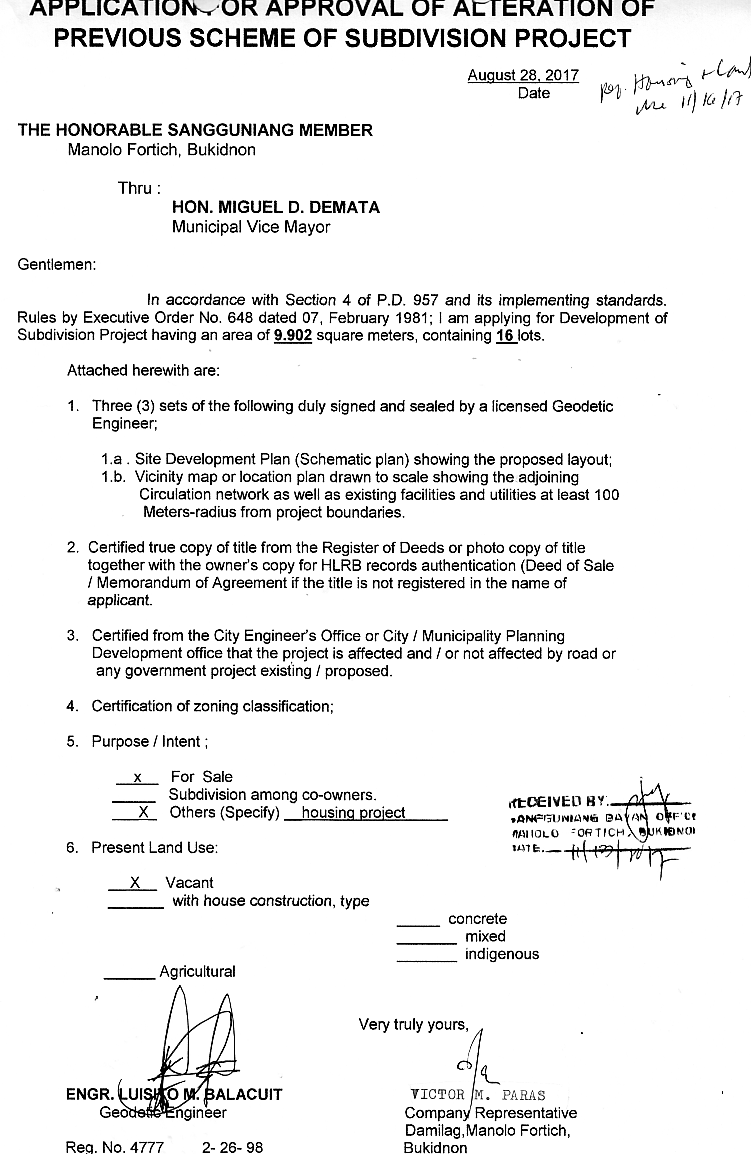 APPLICATION FOR APPROVAL OF ALTERATION OF
PREVIOUS SCHEME OF SUBDIVISION PROJECT
August 28, 2017
Date
11/16/17
THE HONORABLE SANGGUNIANG MEMBER
Manolo Fortich, Bukidnon
Thru :
HON. MIGUEL D. DEMATA
Municipal Vice Mayor
Gentlemen:
In accordance with Section 4 of P.D. 957 and its implementing standards.
Rules by Executive Order No. 648 dated 07, February 1981; I am applying for Development of
Subdivision Project having an area of 9.902 square meters, containing 16 lots.
Attached herewith are:
1. Three (3) sets of the following duly signed and sealed by a licensed Geodetic
Engineer;
1.a . Site Development Plan (Schematic plan) showing the proposed layout;
1.b. Vicinity map or location plan drawn to scale showing the adjoining
Circulation network as well as existing facilities and utilities at least 100
Meters-radius from project boundaries.
2. Certified true copy of title from the Register of Deeds or photo copy of title
together with the owner's copy for HLRB records authentication (Deed of Sale
/ Memorandum of Agreement if the title is not registered in the name of
applicant.
3. Certified from the City Engineer's Office or City / Municipality Planning
Development office that the project is affected and / or not affected by road or
any government project existing / proposed.
4. Certification of zoning classification;
5. Purpose / Intent ;
x For Sale
Subdivision among co-owners.
X Others (Specify) housing project
RECEIVED BY:
SANGGUNIANG BAYAN OFFICE
MANOLO FORTICH, BUKIDNON
DATE.
6. Present Land Use:
X Vacant
with house construction, type
concrete
mixed
indigenous
Agricultural
Very truly yours,
ENGR. LUISITO M. BALACUIT
Geodetic Engineer
VICTOR M. PARAS
Company Representative
Damilag,Manolo Fortich,
Bukidnon
Reg. No. 4777 2- 26- 98